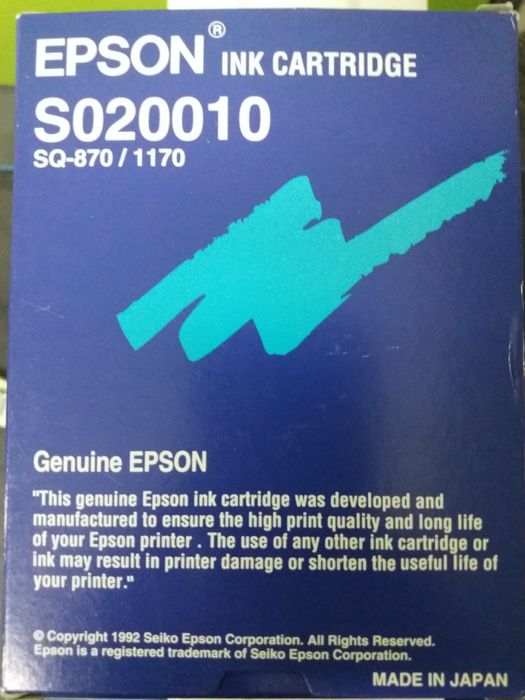 EPSON® INK CARTRIDGE
S020010
SQ-870 / 1170
Genuine EPSON
"This genuine Epson ink cartridge was developed and
manufactured to ensure the high print quality and long life
of your Epson printer . The use of any other ink cartridge or
ink may result in printer damage or shorten the useful life of
your printer."
© Copyright 1992 Seiko Epson Corporation. All Rights Reserved.
Epson is a registered trademark of Seiko Epson Corporation.
MADE IN JAPAN